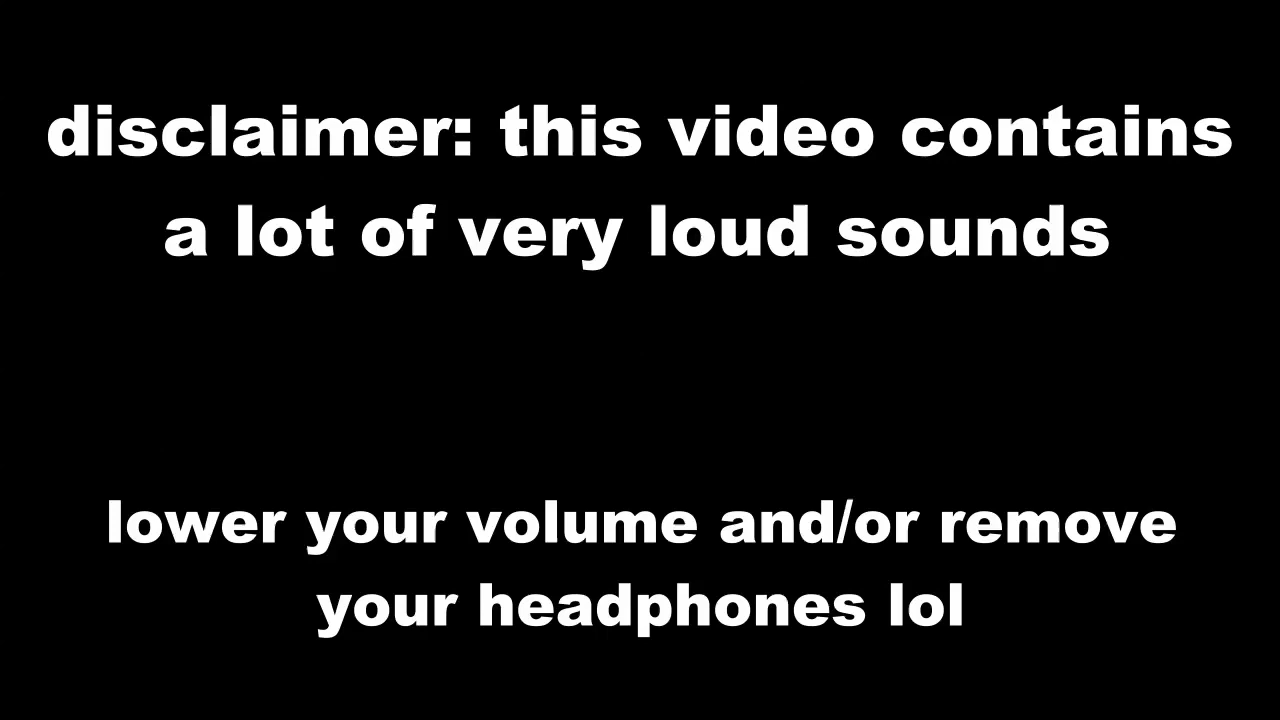 disclaimer: this video contains
a lot of very loud sounds
lower your volume and/or remove
your headphones lol